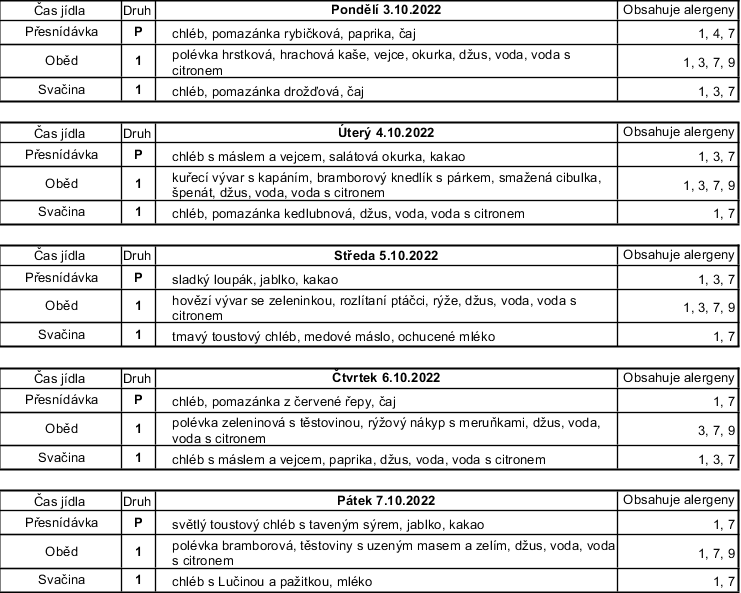 Čas jídla Druh Pondělí 3.10.2022 Obsahuje alergeny
Přesnídávka P chléb, pomazánka rybičková, paprika, čaj 1, 4, 7
Oběd 1 polévka hrstková, hrachová kaše, vejce, okurka, džus, voda, voda s 1, 3, 7, 9
citronem
Svačina 1 chléb, pomazánka drožďová, čaj 1, 3, 7
Čas jídla Druh Úterý 4.10.2022 Obsahuje alergeny
Přesnídávka P chléb s máslem a vejcem, salátová okurka, kakao 1, 3, 7
Oběd 1 kuřecí vývar s kapáním, bramborový knedlík s párkem, smažená cibulka, 1, 3, 7, 9
špenát, džus, voda, voda s citronem
Svačina 1 chléb, pomazánka kedlubnová, džus, voda, voda s citronem 1, 7
Čas jídla Druh Středa 5.10.2022 Obsahuje alergeny
Přesnídávka P sladký loupák, jablko, kakao 1, 3, 7
Oběd 1 hovězí vývar se zeleninkou, rozlítaní ptáčci, rýže, džus, voda, voda s 1, 3, 7, 9
citronem
Svačina 1 tmavý toustový chléb, medové máslo, ochucené mléko 1, 7
Čas jídla Druh Čtvrtek 6.10.2022 Obsahuje alergeny
Přesnídávka P chléb, pomazánka z červené řepy, čaj 1, 7
Oběd 1 polévka zeleninová s těstovinou, rýžový nákyp s meruňkami, džus, voda, 3, 7, 9
voda s citronem
Svačina 1 chléb s máslem a vejcem, paprika, džus, voda, voda s citronem 1, 3, 7
Čas jídla Druh Pátek 7.10.2022 Obsahuje alergeny
Přesnídávka P světlý toustový chléb s taveným sýrem, jablko, kakao 1, 7
Oběd 1 polévka bramborová, těstoviny s uzeným masem a zelím, džus, voda, voda 1, 7, 9
s citronem
Svačina 1 chléb s Lučinou a pažitkou, mléko 1, 7